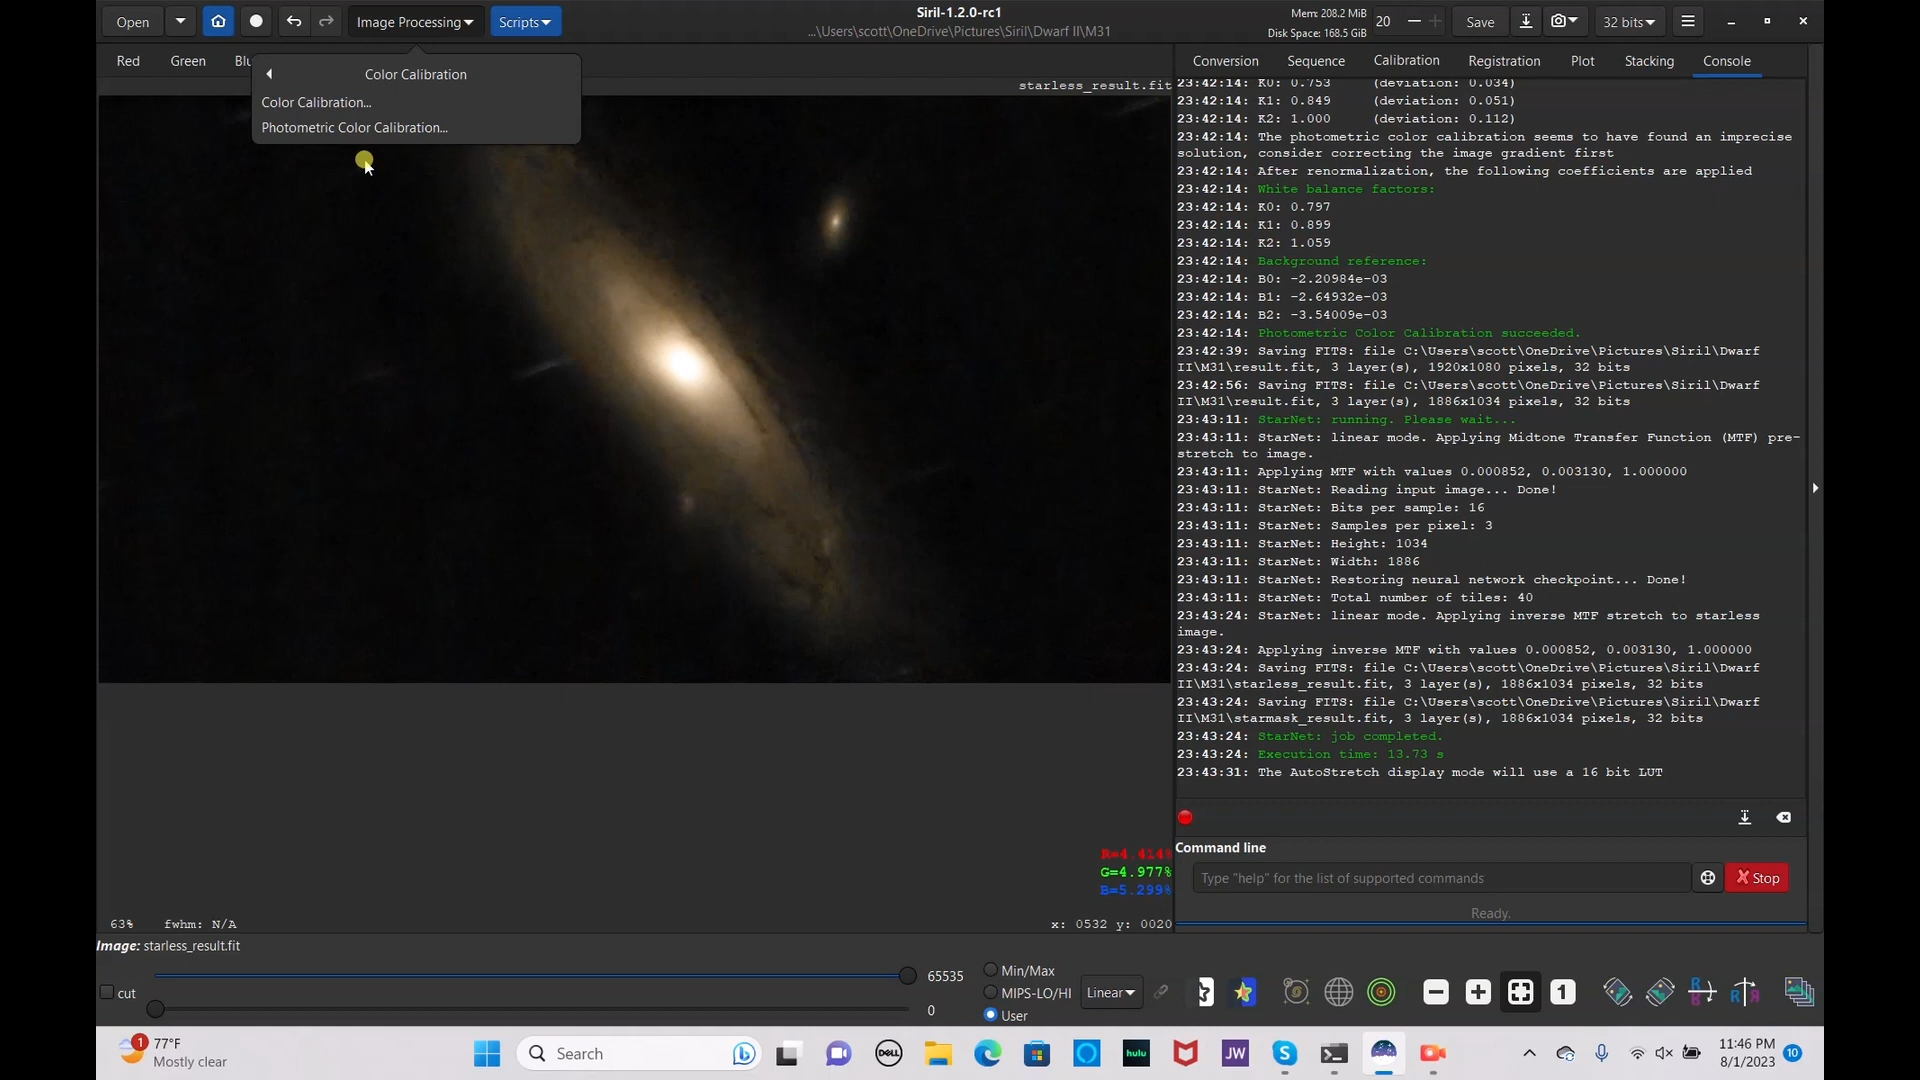 Open
Image Processing
Scripts
Siril-1.2.0-rc1
...\Users\scott\OneDrive\Pictures\Siril\Dwarf II\M31
Mem: 208.2 MiB
Disk Space: 168.5 GiB
20
Save
32 bits
Red
Green
Blu
Color Calibration
Color Calibration...
Photometric Color Calibration...
starless_result.fit
Conversion
Sequence
Calibration
Registration
Plot
Stacking
Console
23:42:14: K0: 0.753 (deviation: 0.034)
23:42:14: K1: 0.849 (deviation: 0.051)
23:42:14: K2: 1.000 (deviation: 0.112)
23:42:14: The photometric color calibration seems to have found an imprecise
solution, consider correcting the image gradient first
23:42:14: After renormalization, the following coefficients are applied
23:42:14: White balance factors:
23:42:14: K0: 0.797
23:42:14: K1: 0.899
23:42:14: K2: 1.059
23:42:14: Background reference:
23:42:14: B0: -2.20984e-03
23:42:14: B1: -2.64932e-03
23:42:14: B2: -3.54009e-03
23:42:14: Photometric Color Calibration succeeded.
23:42:39: Saving FITS: file C:\Users\scott\OneDrive\Pictures\Siril\Dwarf
II\M31\result.fit, 3 layer(s), 1920x1080 pixels, 32 bits
23:42:56: Saving FITS: file C:\Users\scott\OneDrive\Pictures\Siril\Dwarf
II\M31\result.fit, 3 layer(s), 1886x1034 pixels, 32 bits
23:43:11: StarNet: running. Please wait...
23:43:11: StarNet: linear mode. Applying Midtone Transfer Function (MTF) pre-
stretch to image.
23:43:11: Applying MTF with values 0.000852, 0.003130, 1.000000
23:43:11: StarNet: Reading input image... Done!
23:43:11: StarNet: Bits per sample: 16
23:43:11: StarNet: Samples per pixel: 3
23:43:11: StarNet: Height: 1034
23:43:11: StarNet: Width: 1886
23:43:11: StarNet: Restoring neural network checkpoint... Done!
23:43:11: StarNet: Total number of tiles: 40
23:43:24: StarNet: linear mode. Applying inverse MTF stretch to starless
image.
23:43:24: Applying inverse MTF with values 0.000852, 0.003130, 1.000000
23:43:24: Saving FITS: file C:\Users\scott\OneDrive\Pictures\Siril\Dwarf
II\M31\starless_result.fit, 3 layer(s), 1886x1034 pixels, 32 bits
23:43:24: Saving FITS: file C:\Users\scott\OneDrive\Pictures\Siril\Dwarf
II\M31\starmask_result.fit, 3 layer(s), 1886x1034 pixels, 32 bits
23:43:24: StarNet: job completed.
23:43:24: Execution time: 13.73 s
23:43:31: The AutoStretch display mode will use a 16 bit LUT
Command line
Type "help" for the list of supported commands
Stop
Ready.
R=4.414%
G=4.977%
B=5.299%
63%
fwhm: N/A
x: 0532 y: 0020
Image: starless_result.fit
cut
65535
0
Min/Max
MIPS-LO/HI
User
Linear
1
R
R
R
R
1
77°F
Mostly clear
Search
DELL
hulu
JW
S
11:46 PM
8/1/2023
10